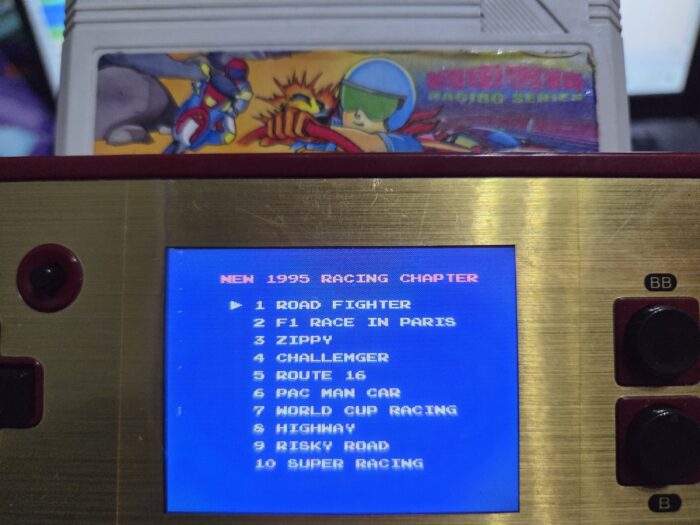 RACING SERIES
NEW 1995 RACING CHAPTER
1 ROAD FIGHTER
2 F1 RACE IN PARIS
3 ZIPPY
4 CHALLEMGER
5 ROUTE 16
6 PAC MAN CAR
7 WORLD CUP RACING
8 HIGHWAY
9 RISKY ROAD
10 SUPER RACING
BB
B